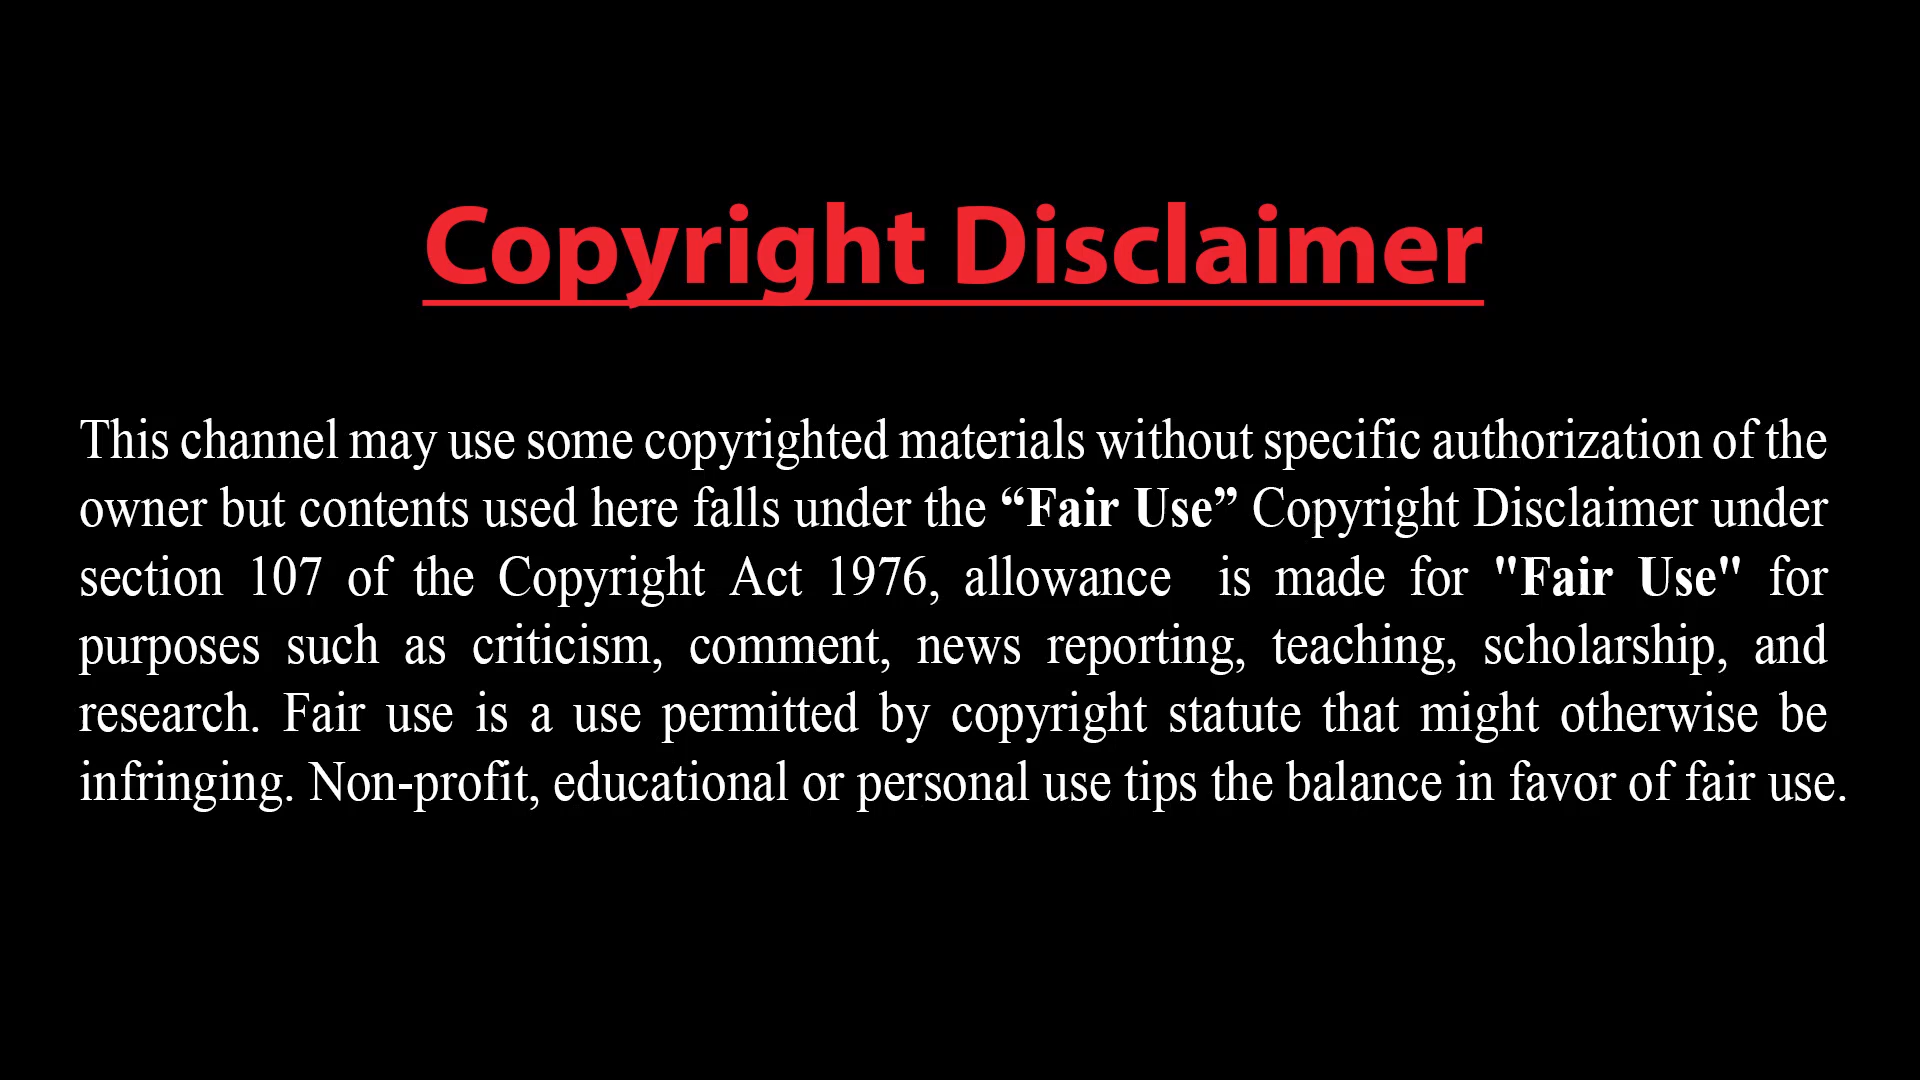 Copyright Disclaimer
This channel may use some copyrighted materials without specific authorization of the
owner but contents used here falls under the “Fair Use” Copyright Disclaimer under
section 107 of the Copyright Act 1976, allowance  is made for "Fair Use" for
purposes such as criticism, comment, news reporting, teaching, scholarship, and
research. Fair use is a use permitted by copyright statute that might otherwise be
infringing. Non-profit, educational or personal use tips the balance in favor of fair use.